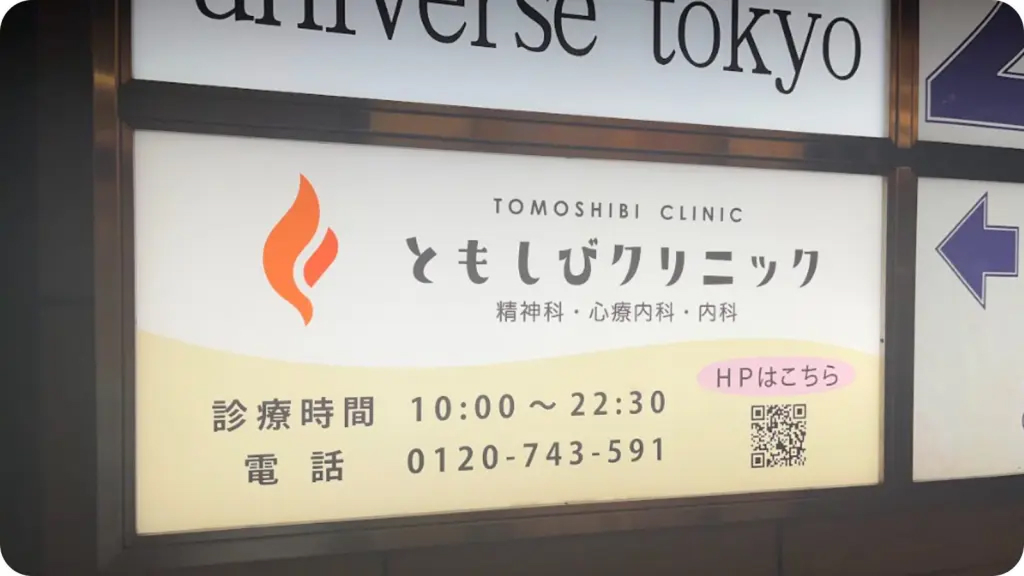 universe tokyo
TOMOSHIBI CLINIC
ともしびクリニック
精神科・心療内科・内科
HPはこちら
診療時間 10:00～22:30
電話 0120-743-591